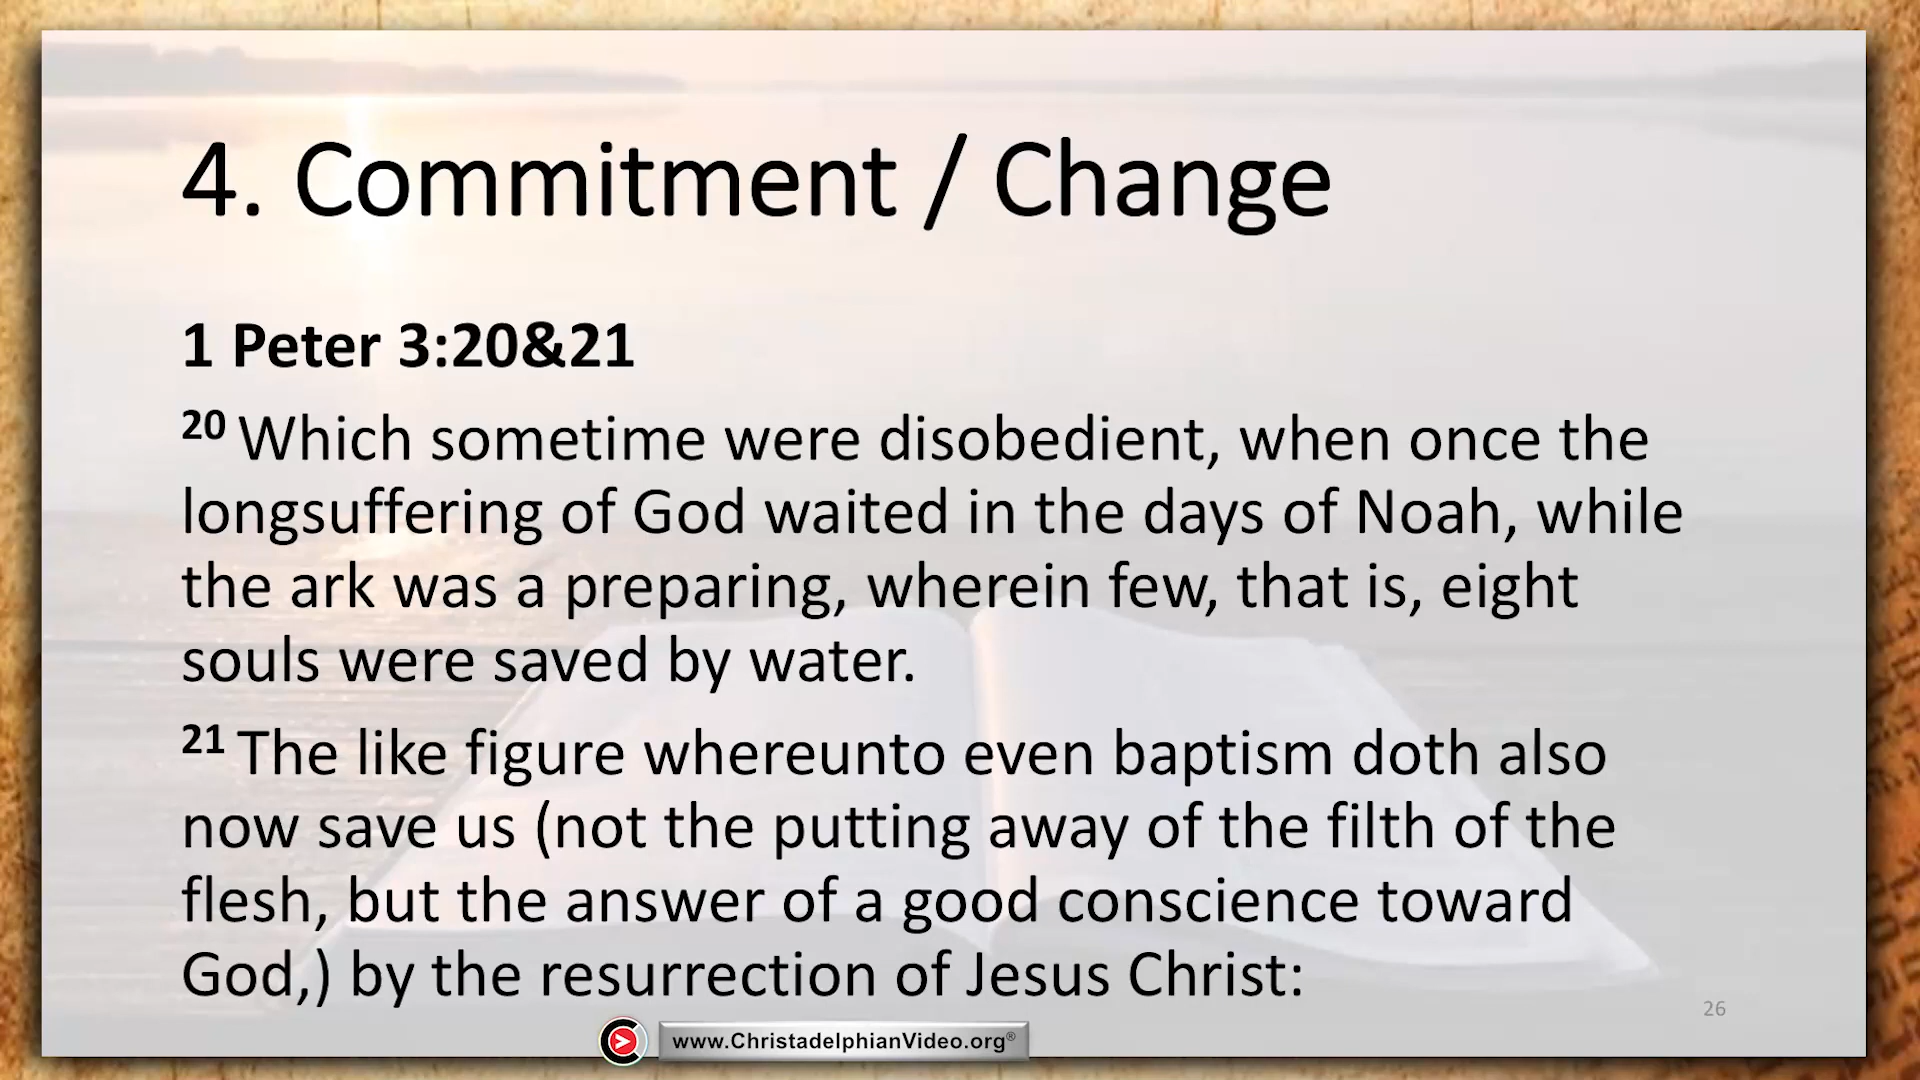 4. Commitment / Change
1 Peter 3:20&21
20 Which sometime were disobedient, when once the
longsuffering of God waited in the days of Noah, while
the ark was a preparing, wherein few, that is, eight
souls were saved by water.
21 The like figure whereunto even baptism doth also
now save us (not the putting away of the filth of the
flesh, but the answer of a good conscience toward
God,) by the resurrection of Jesus Christ:
26
www.ChristadelphianVideo.org®